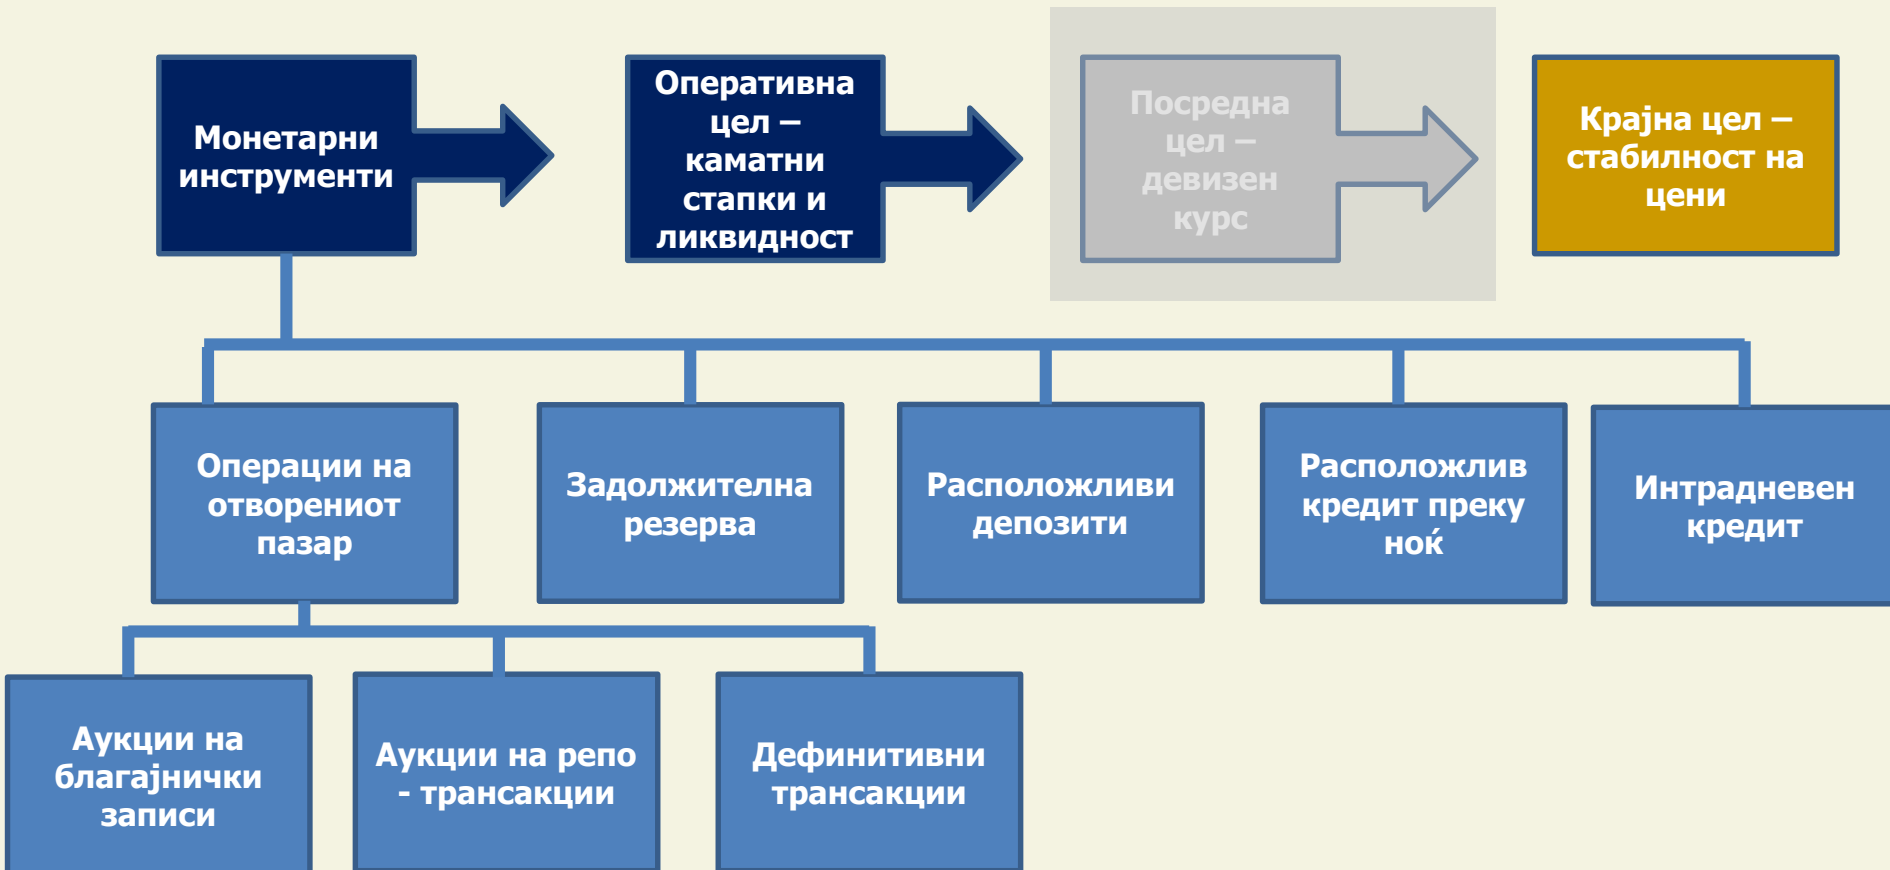 Монетарни
инструменти
Оперативна
цел –
каматни
стапки и
ликвидност
Посредна
цел –
девизен
курс
Крајна цел –
стабилност на
цени
Операции на
отворениот
пазар
Задолжителна
резерва
Расположливи
депозити
Расположлив
кредит преку
ноќ
Интрадневен
кредит
Аукции на
благајнички
записи
Аукции на репо
- трансакции
Дефинитивни
трансакции